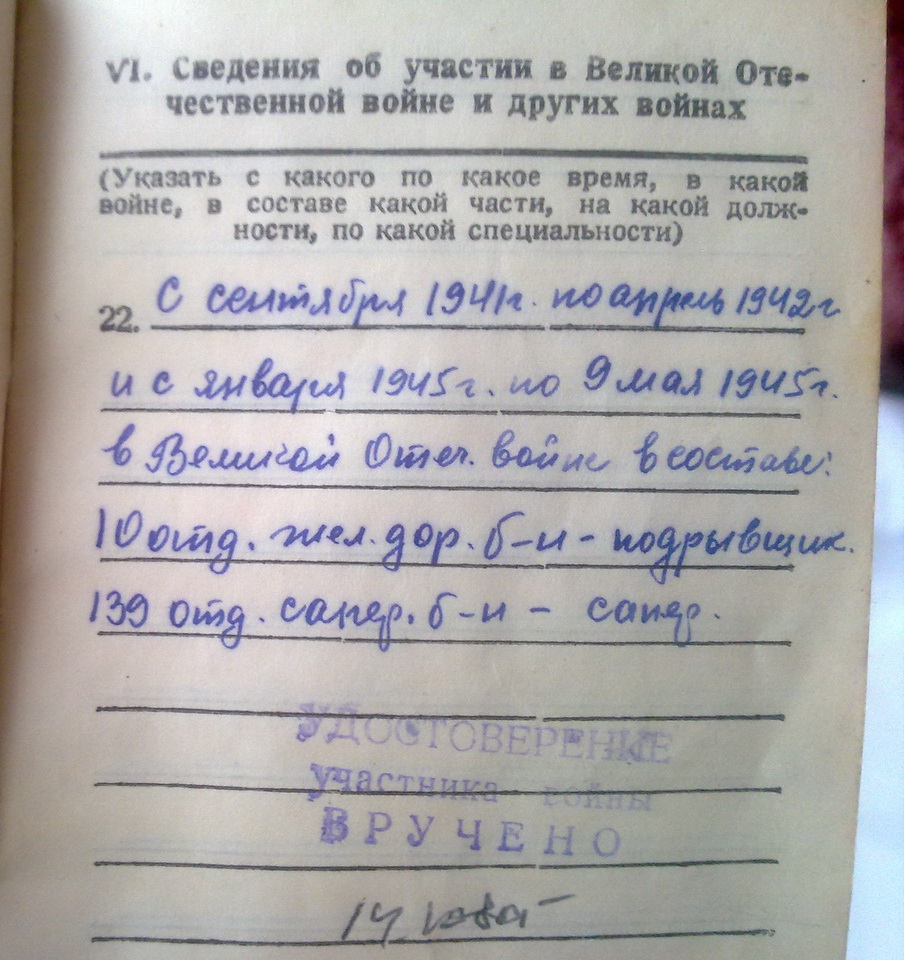 VI. Сведения об участии в Великой Оте-
чественной войне и других войнах
(Указать с какого по какое время, в какой
войне, в составе какой части, на какой долж-
ности, по какой специальности)
22. С сентября 1941г. по апрель 1942г
и с января 1945г. по 9 мая 1945г.
в Великой Отеч. войне в составе:
10 отд. жел. дор. б-н - подрывщик.
139 отд. сапер. б-н - сапер.
УДОСТОВЕРЕНИЕ
участника войны
ВРУЧЕНО